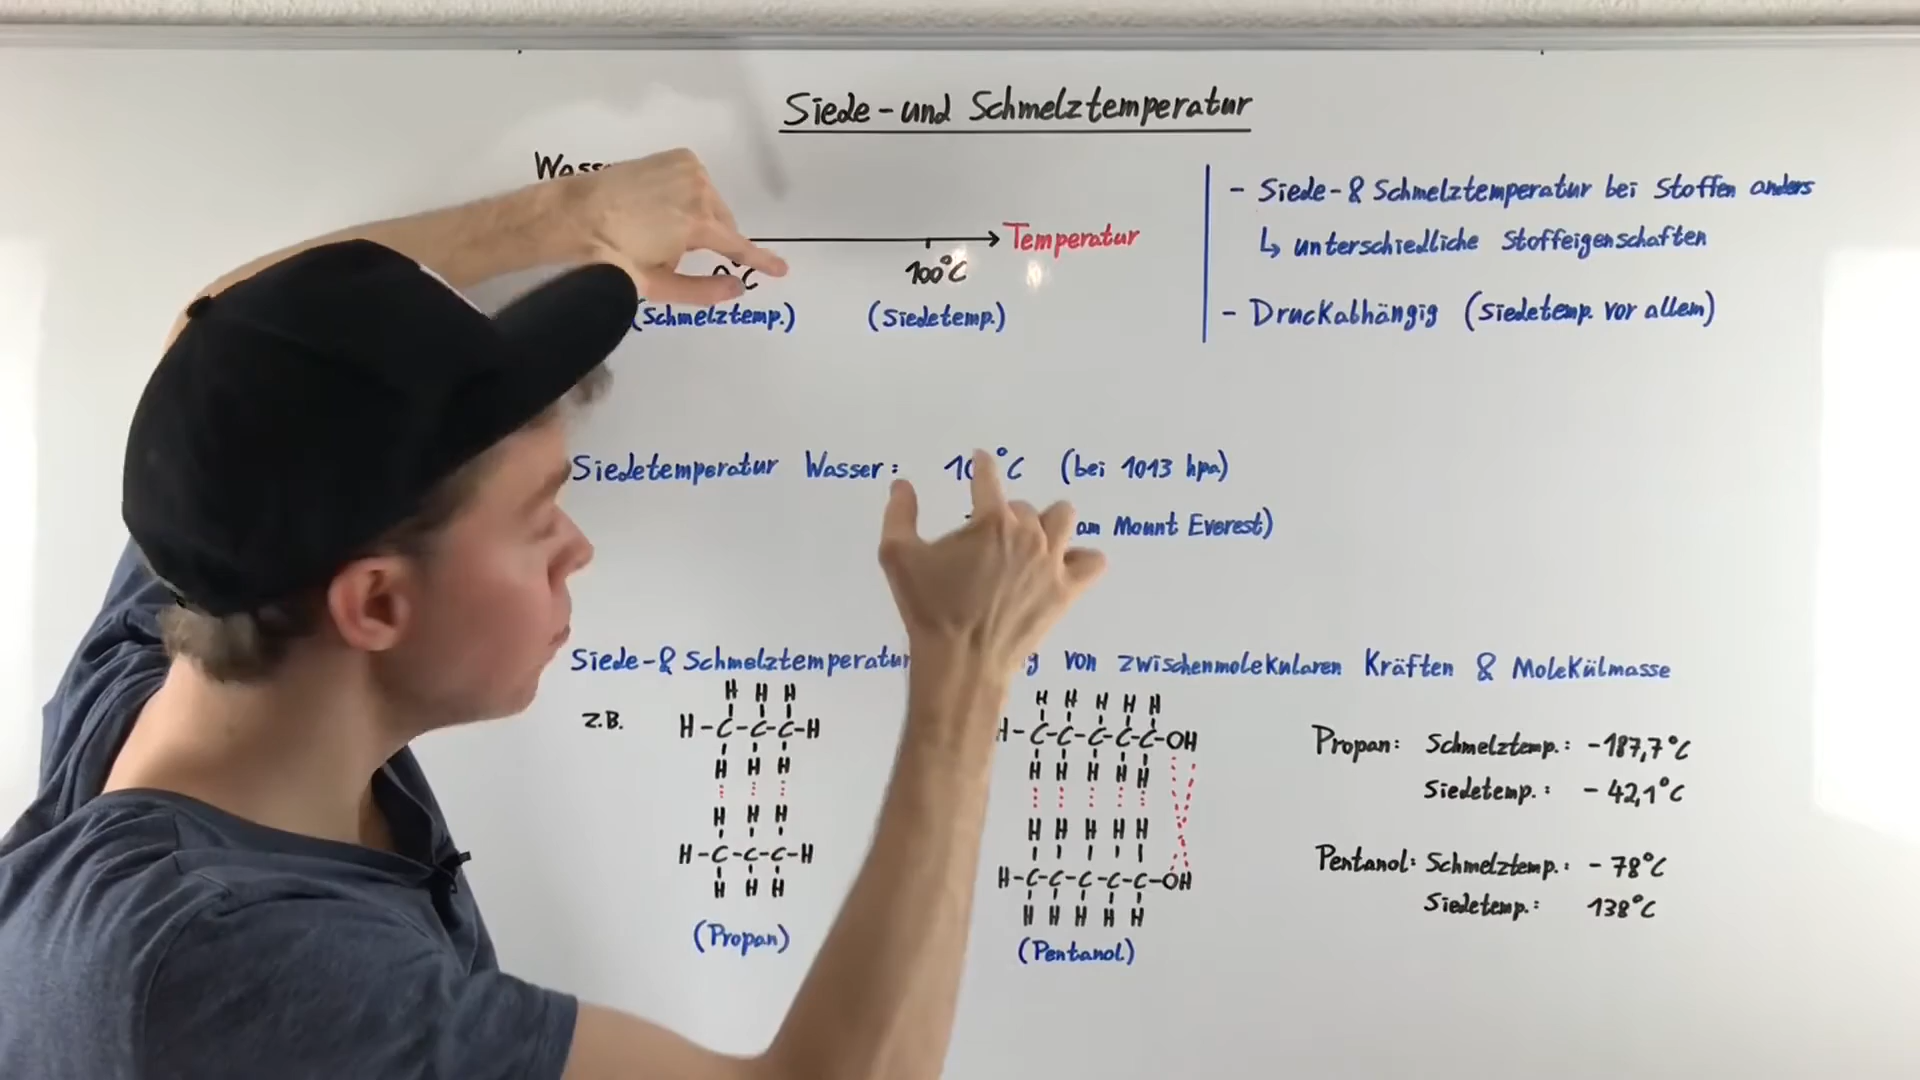 Siede- und Schmelztemperatur
Temperatur
100°C
(Schmelztemp.)
(Siedetemp.)
- Siede- & Schmelztemperatur bei Stoffen anders
↳ unterschiedliche Stoffeigenschaften
- Druckabhängig (Siedetemp. vor allem)
Siedetemperatur Wasser: °C (bei 1013 hpa)
am Mount Everest)
Siede- & Schmelztemperatur von zwischenmolekularen Kräften & Molekülmasse
z.B.
H H H
H-C-C-C-H
H H H
H H H
H-C-C-C-H
H H H
(Propan)
H H H H H
H-C-C-C-C-C-OH
H H H H H
H H H H H
H-C-C-C-C-C-OH
H H H H H
(Pentanol)
Propan: Schmelztemp.: -187,7°C
Siedetemp.: - 42,1°C
Pentanol: Schmelztemp.: - 78°C
Siedetemp.: 138°C